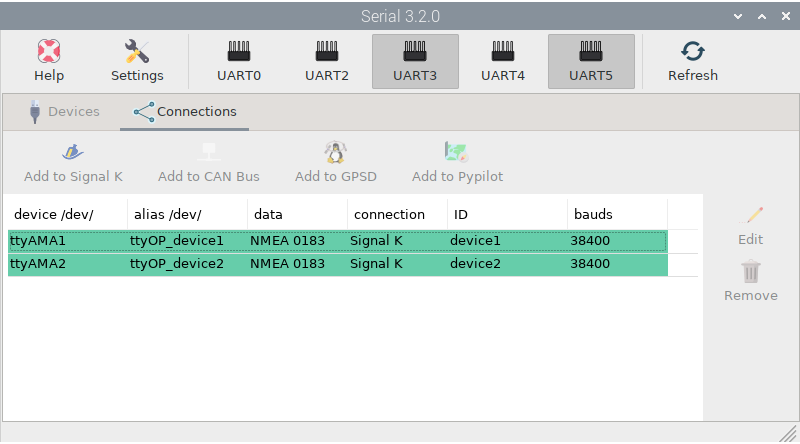 Serial 3.2.0
Help Settings UART0 UART2 UART3 UART4 UART5 Refresh
Devices Connections
Add to Signal K Add to CAN Bus Add to GPSD Add to Pypilot
device /dev/ alias /dev/ data connection ID bauds
ttyAMA1 ttyOP_device1 NMEA 0183 Signal K device1 38400
Edit
ttyAMA2 ttyOP_device2 NMEA 0183 Signal K device2 38400
Remove